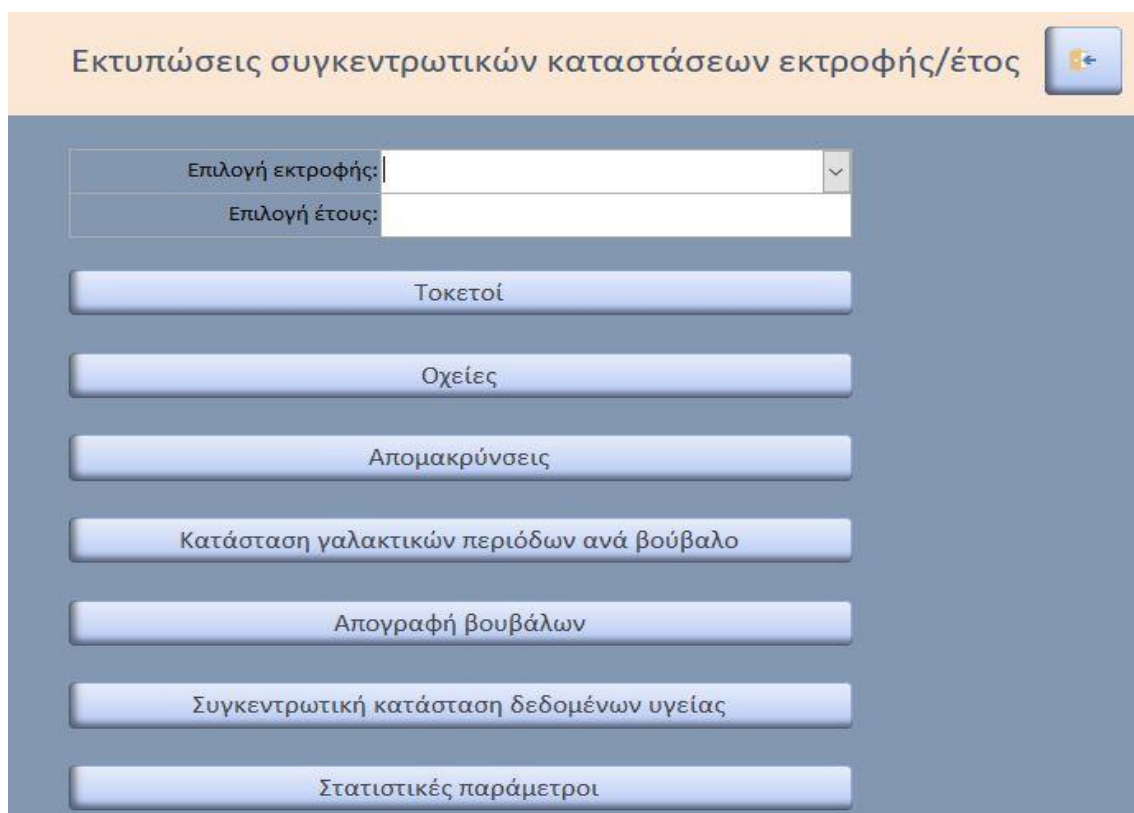 Εκτυπώσεις συγκεντρωτικών καταστάσεων εκτροφής/έτος
Επιλογή εκτροφής:
Επιλογή έτους:
Τοκετοί
Οχείες
Απομακρύνσεις
Κατάσταση γαλακτικών περιόδων ανά βούβαλο
Απογραφή βουβάλων
Συγκεντρωτική κατάσταση δεδομένων υγείας
Στατιστικές παράμετροι